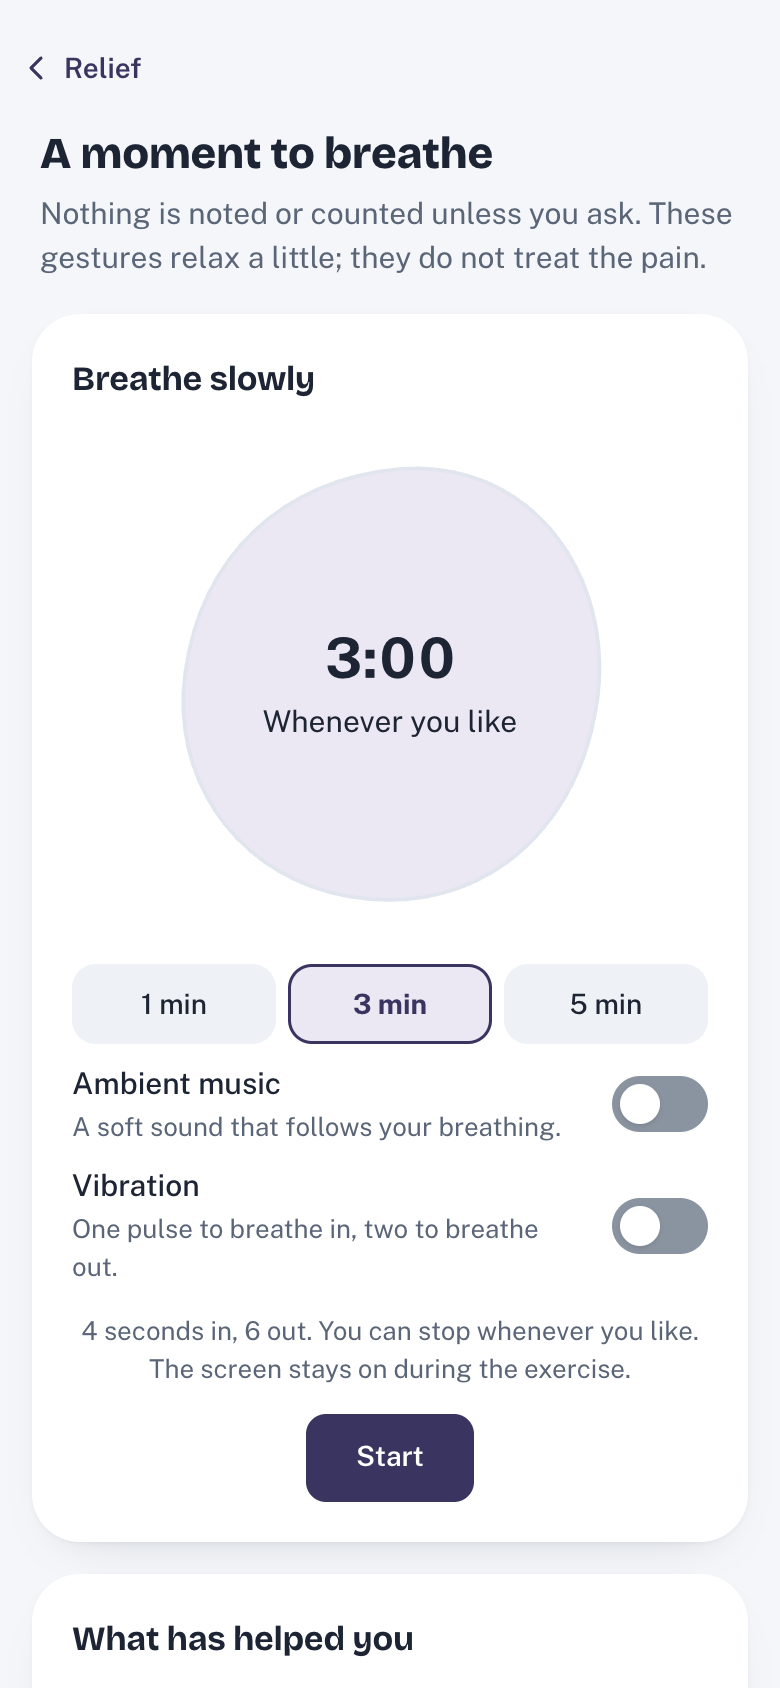 Relief
A moment to breathe
Nothing is noted or counted unless you ask. These
gestures relax a little; they do not treat the pain.
Breathe slowly
3:00
Whenever you like
1 min
3 min
5 min
Ambient music
A soft sound that follows your breathing.
Vibration
One pulse to breathe in, two to breathe
out.
4 seconds in, 6 out. You can stop whenever you like.
The screen stays on during the exercise.
Start
What has helped you